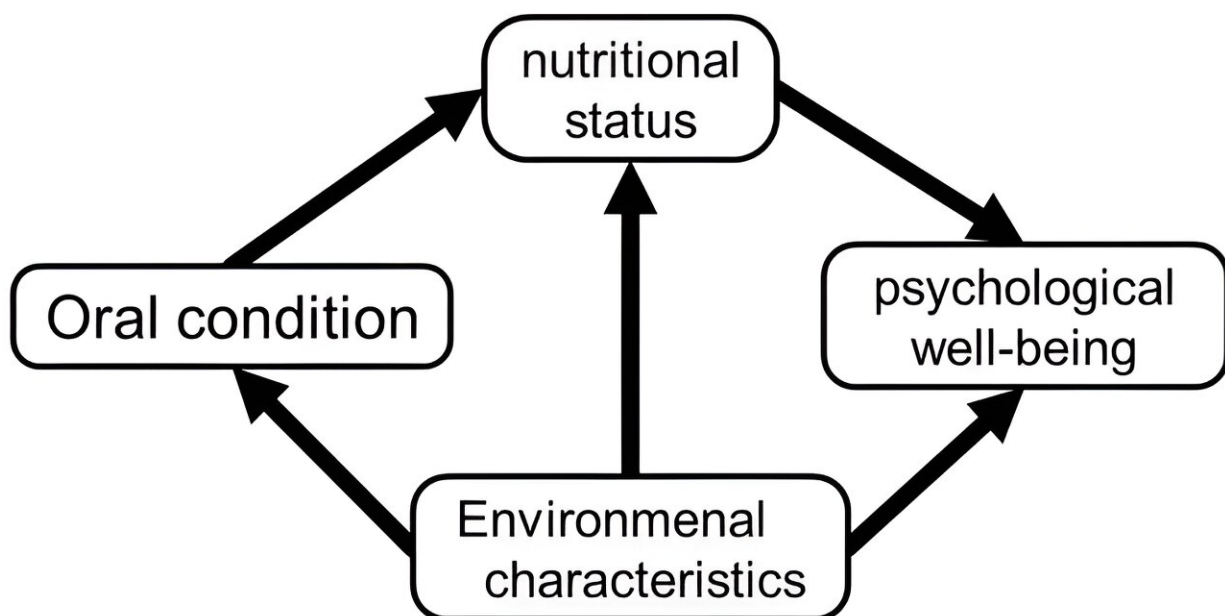 nutritional
status
Oral condition
psychological
well-being
Environmenal
characteristics